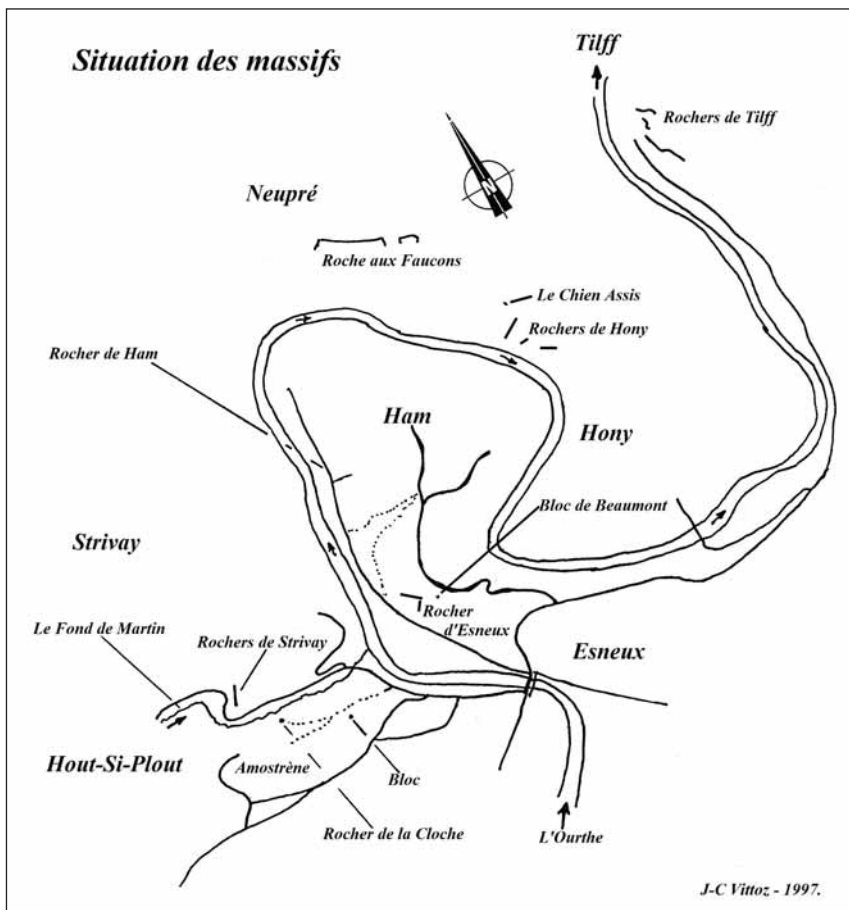 Situation des massifs
Tilff
Rochers de Tilff
N
Neupré
Roche aux Faucons
Le Chien Assis
Rochers de Hony
Rocher de Ham
Ham
Hony
Bloc de Beaumont
Strivay
Rocher
d'Esneux
Le Fond de Martin
Rochers de Strivay
Esneux
Hout-Si-Plout
Amostrène
Bloc
Rocher de la Cloche
L'Ourthe
J-C Vittoz - 1997.